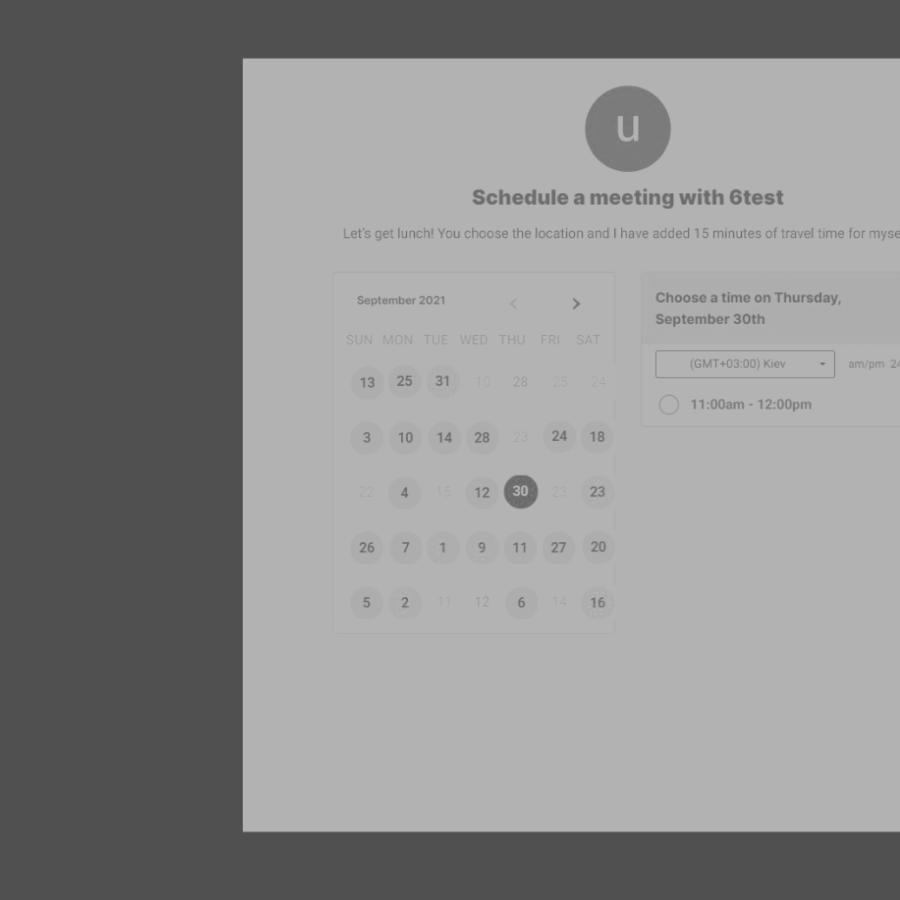 u
Schedule a meeting with 6test
Let's get lunch! You choose the location and I have added 15 minutes of travel time for myse
September 2021
SUN MON TUE WED THU FRI SAT
13 25 31 10 28 25 24
3 10 14 28 23 24 18
22 4 15 12 30 23 23
26 7 1 9 11 27 20
5 2 11 12 6 14 16
Choose a time on Thursday,
September 30th
(GMT+03:00) Kiev am/pm 24
11:00am - 12:00pm